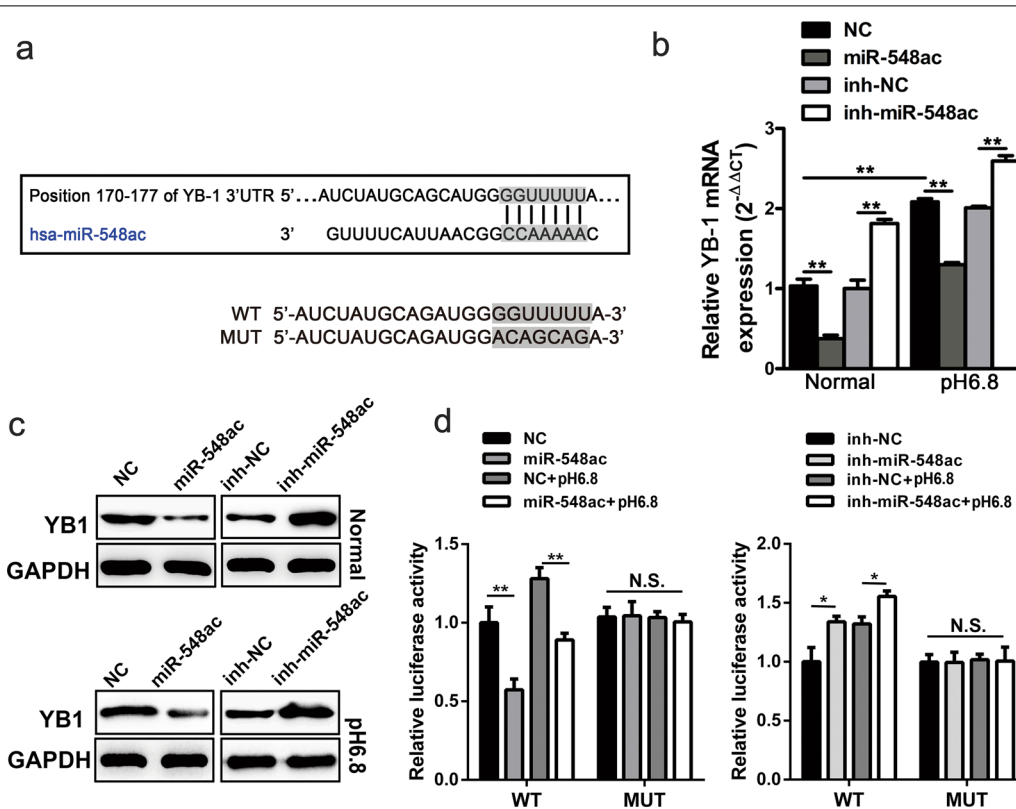 a
Position 170-177 of YB-1 3'UTR 5'...AUCUAUGCAGCAUGGGGUUUUUA...
hsa-miR-548ac 3' GUUUUCAUUAACGGCCAAAAAC
WT 5'-AUCUAUGCAGAUGGGGUUUUUA-3'
MUT 5'-AUCUAUGCAGAUGGACAGCAGA-3'
b
NC
miR-548ac
inh-NC
inh-miR-548ac
Relative YB-1 mRNA
expression (2-ΔΔCT)
3
2
1
0
**
**
**
**
**
Normal
pH6.8
c
NC
miR-548ac
inh-NC
inh-miR-548ac
YB1
GAPDH
Normal
NC
miR-548ac
inh-NC
inh-miR-548ac
YB1
GAPDH
pH6.8
d
NC
miR-548ac
NC+pH6.8
miR-548ac+pH6.8
Relative luciferase activity
1.5
1.0
0.5
0.0
**
**
N.S.
WT
MUT
inh-NC
inh-miR-548ac
inh-NC+pH6.8
inh-miR-548ac+pH6.8
Relative luciferase activity
2.0
1.5
1.0
0.5
0.0
*
*
N.S.
WT
MUT